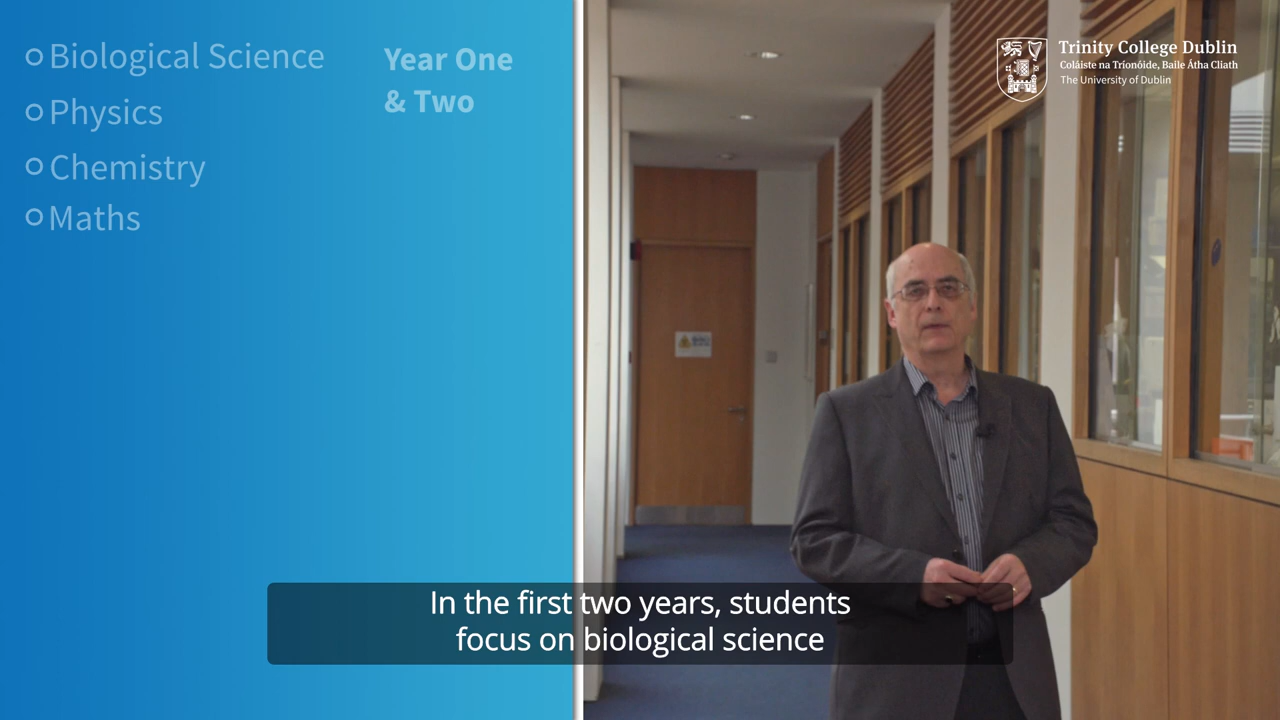 Biological Science
Physics
Chemistry
Maths
Year One
& Two
Trinity College Dublin
Coláiste na Tríonóide, Baile Átha Cliath
The University of Dublin
In the first two years, students
focus on biological science